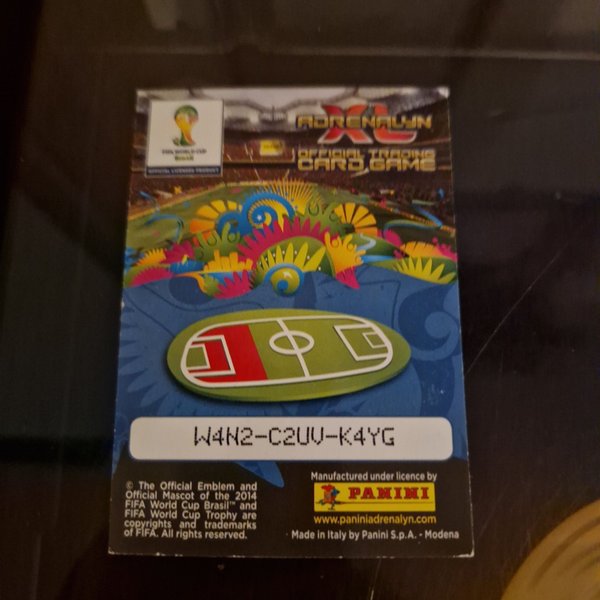 FIFA WORLD CUP
Brasil
OFFICIAL LICENSED PRODUCT
ADRENALYN
XL
OFFICIAL TRADING
CARD GAME
W4N2-C2UV-K4YG
© The Official Emblem and
Official Mascot of the 2014
FIFA World Cup Brasil™ and
FIFA World Cup Trophy are
copyrights and trademarks
of FIFA. All rights reserved.
Manufactured under licence by
PANINI
www.paniniadrenalyn.com
Made in Italy by Panini S.p.A. - Modena